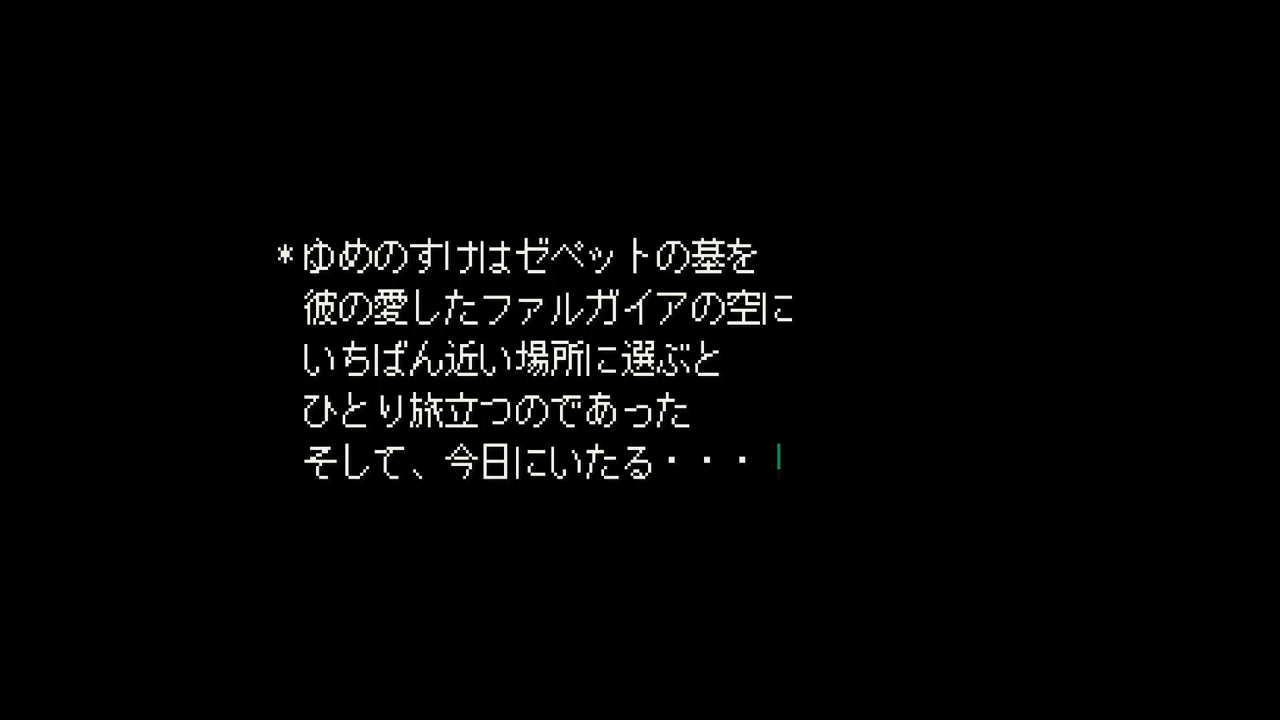 *ゆめのすけはゼペットの墓を
彼の愛したファルガイアの空に
いちばん近い場所に選ぶと
ひとり旅立つのであった
そして、今日にいたる・・・